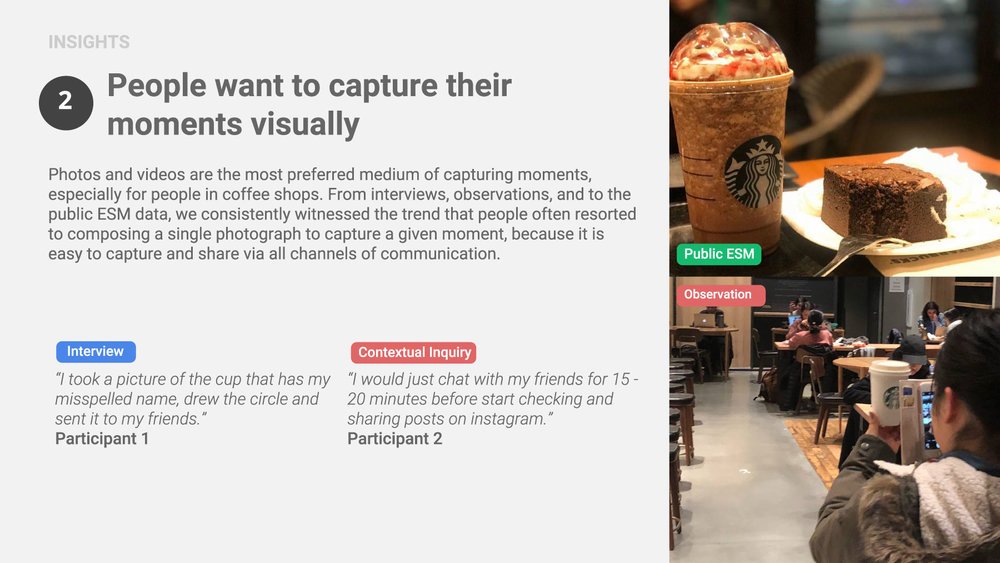 INSIGHTS
2
People want to capture their
moments visually
Photos and videos are the most preferred medium of capturing moments,
especially for people in coffee shops. From interviews, observations, and to the
public ESM data, we consistently witnessed the trend that people often resorted
to composing a single photograph to capture a given moment, because it is
easy to capture and share via all channels of communication.
Interview
“I took a picture of the cup that has my
misspelled name, drew the circle and
sent it to my friends.”
Participant 1
Contextual Inquiry
“I would just chat with my friends for 15 -
20 minutes before start checking and
sharing posts on instagram.”
Participant 2
Public ESM
Observation